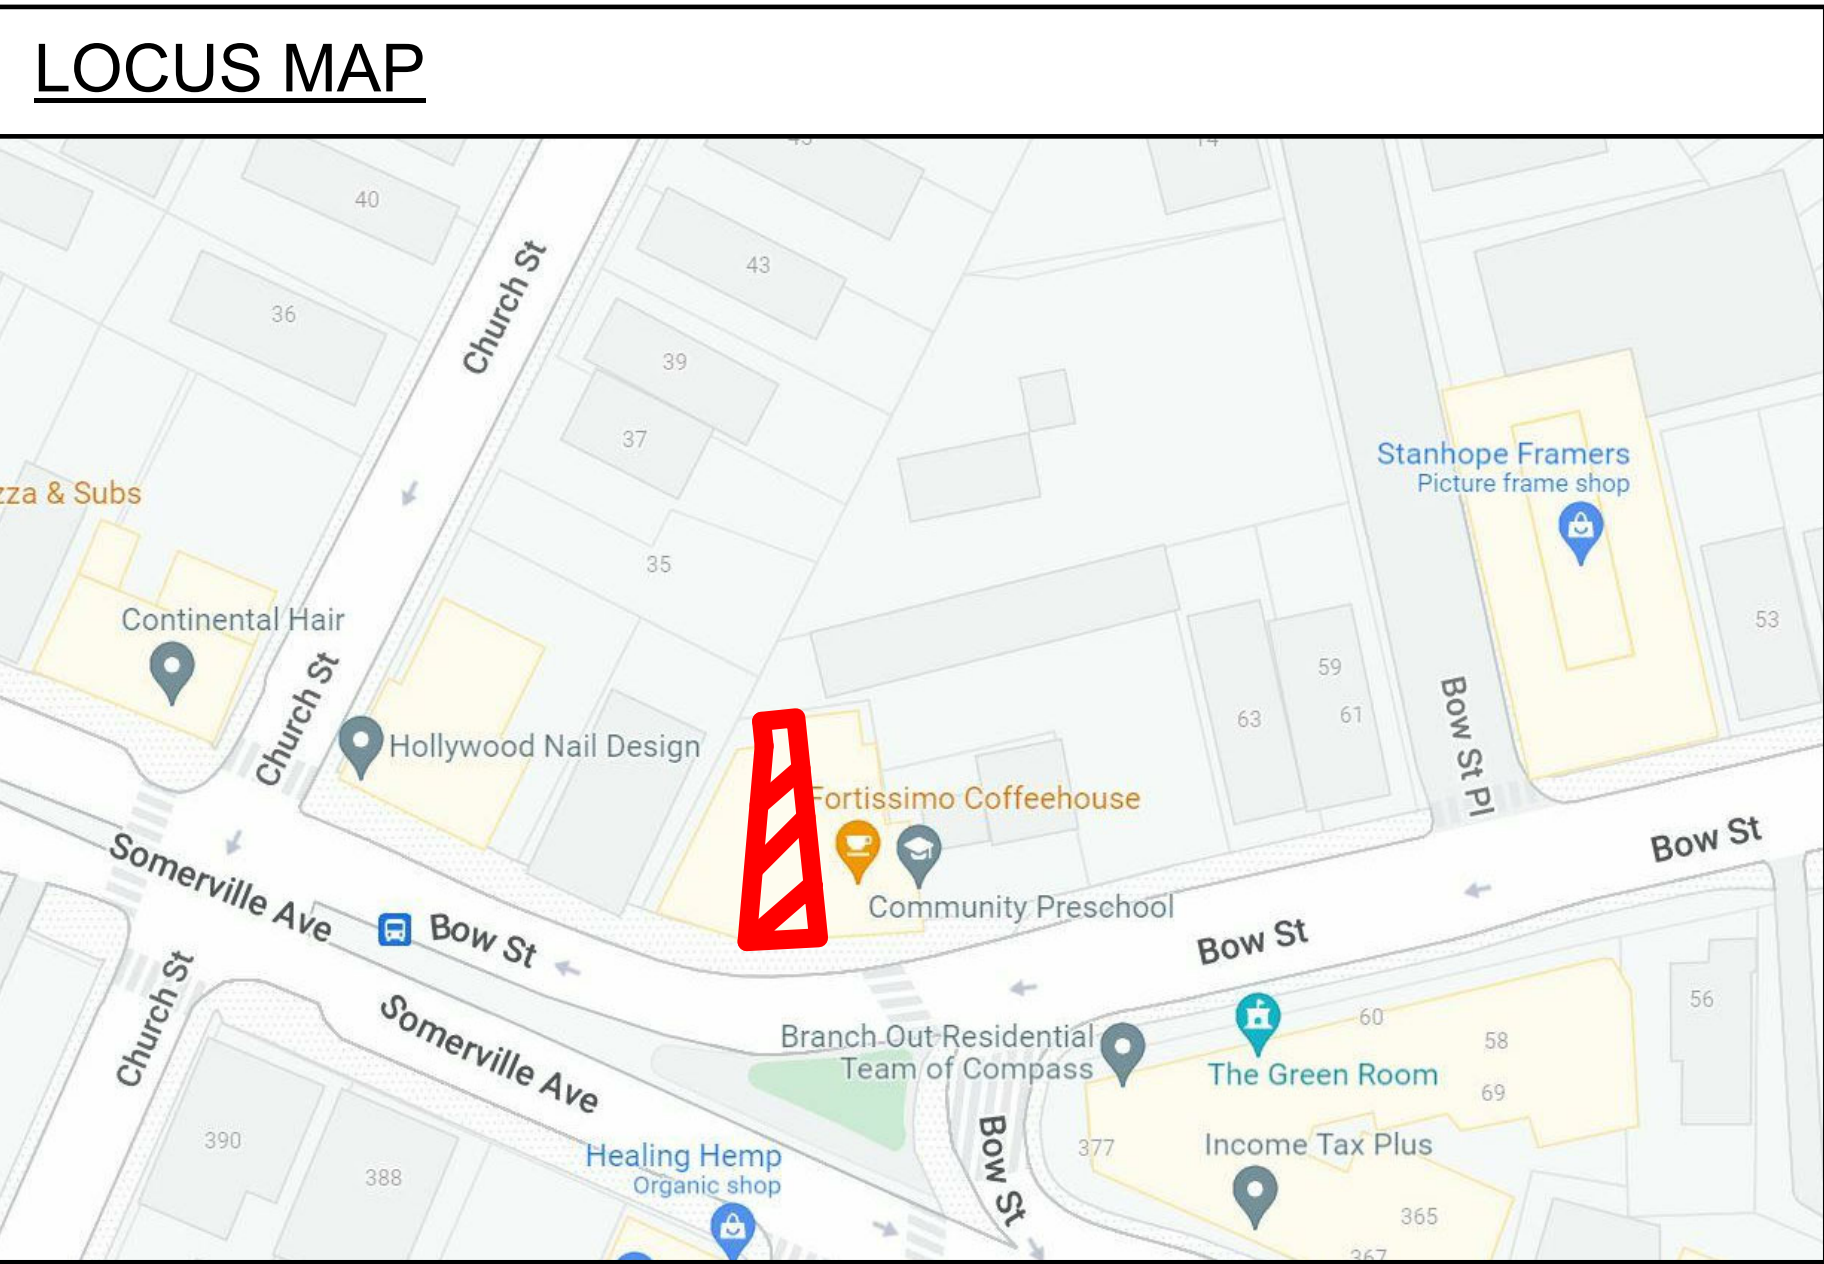 LOCUS MAP
40
43
36
Church St
39
37
Stanhope Framers
Picture frame shop
& Subs
35
53
Continental Hair
59
63
61
Church St
Bow St Pl
Hollywood Nail Design
Fortissimo Coffeehouse
Bow St
Somerville Ave
Community Preschool
Bow St
Bow St
Church St
56
60
58
Somerville Ave
Branch Out Residential
Team of Compass
The Green Room
69
390
388
Bow St
377
Income Tax Plus
Healing Hemp
Organic shop
365